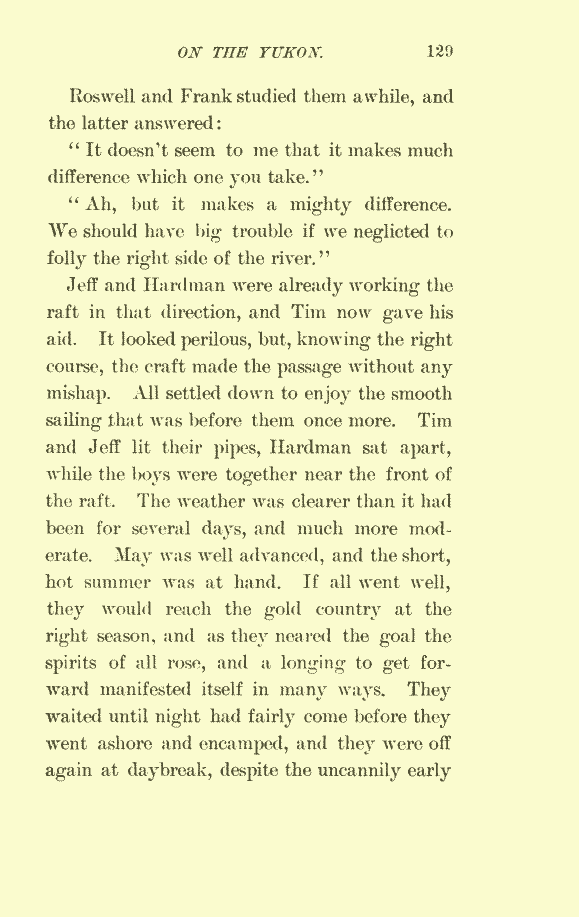 ON THE YUKON. 129
Roswell and Frank studied them awhile, and
the latter answered:
“ It doesn’t seem to me that it makes much
difference which one you take.”
“ Ah, but it makes a mighty difference.
We should have big trouble if we neglicted to
folly the right side of the river.”
Jeff and Hardman were already working the
raft in that direction, and Tim now gave his
aid. It looked perilous, but, knowing the right
course, the craft made the passage without any
mishap. All settled down to enjoy the smooth
sailing that was before them once more. Tim
and Jeff lit their pipes, Hardman sat apart,
while the boys were together near the front of
the raft. The weather was clearer than it had
been for several days, and much more mod-
erate. May was well advanced, and the short,
hot summer was at hand. If all went well,
they would reach the gold country at the
right season, and as they neared the goal the
spirits of all rose, and a longing to get for-
ward manifested itself in many ways. They
waited until night had fairly come before they
went ashore and encamped, and they were off
again at daybreak, despite the uncannily early